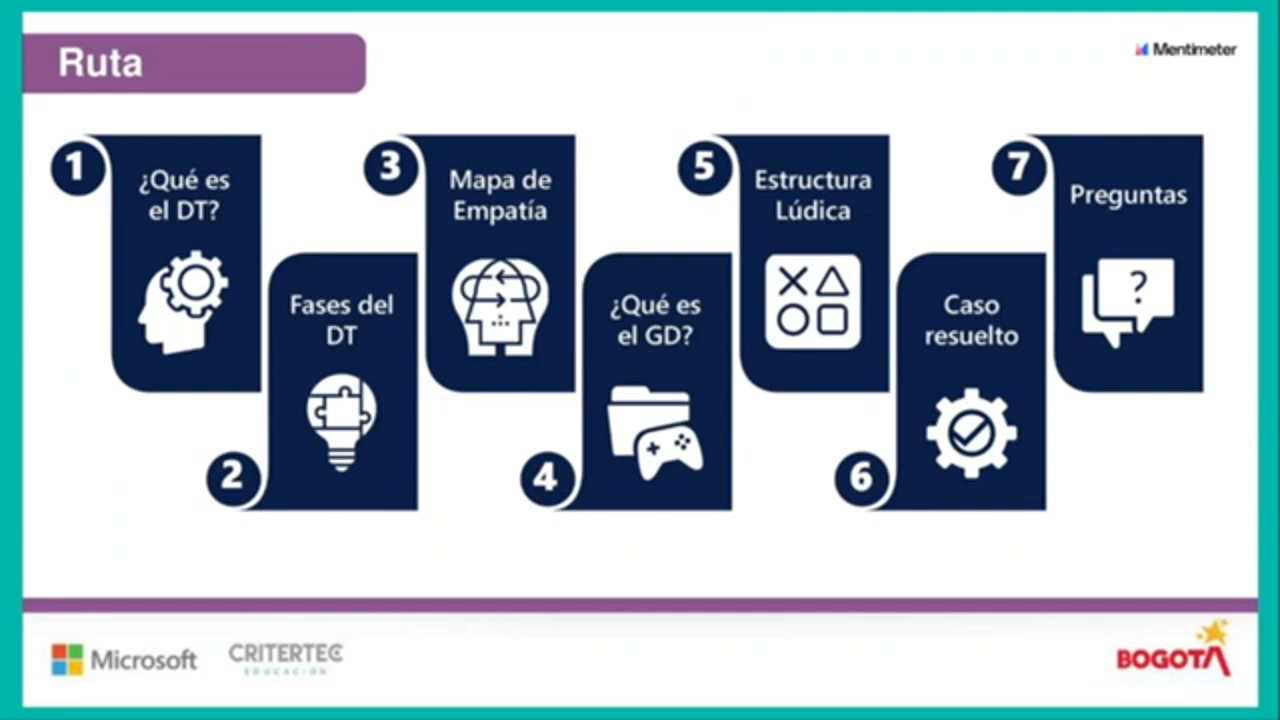 Ruta
Mentimeter
1
¿Qué es
el DT?
2
Fases del
DT
3
Mapa de
Empatía
4
¿Qué es
el GD?
5
Estructura
Lúdica
6
Caso
resuelto
7
Preguntas
?
Microsoft
CRITERTEC
EDUCACIÓN
BOGOTÁ